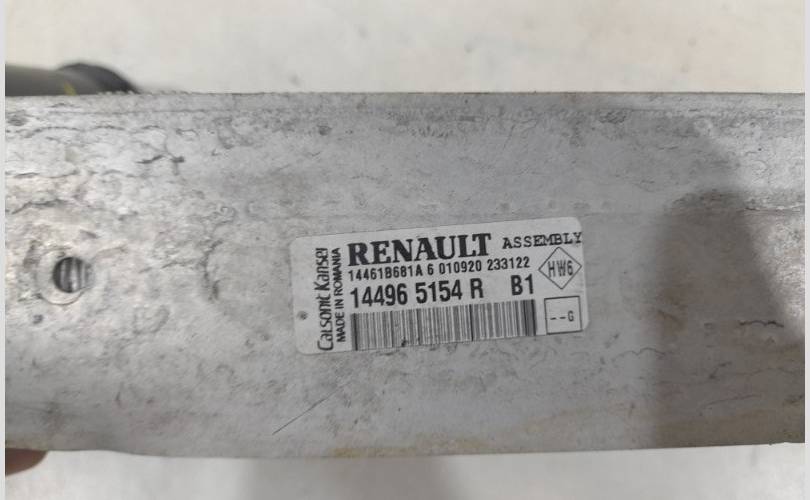 RENAULT ASSEMBLY
14461B681A 6 010920 233122
14496 5154 R B1
HW6
--G
Calsonic Kansei
MADE IN ROMANIA